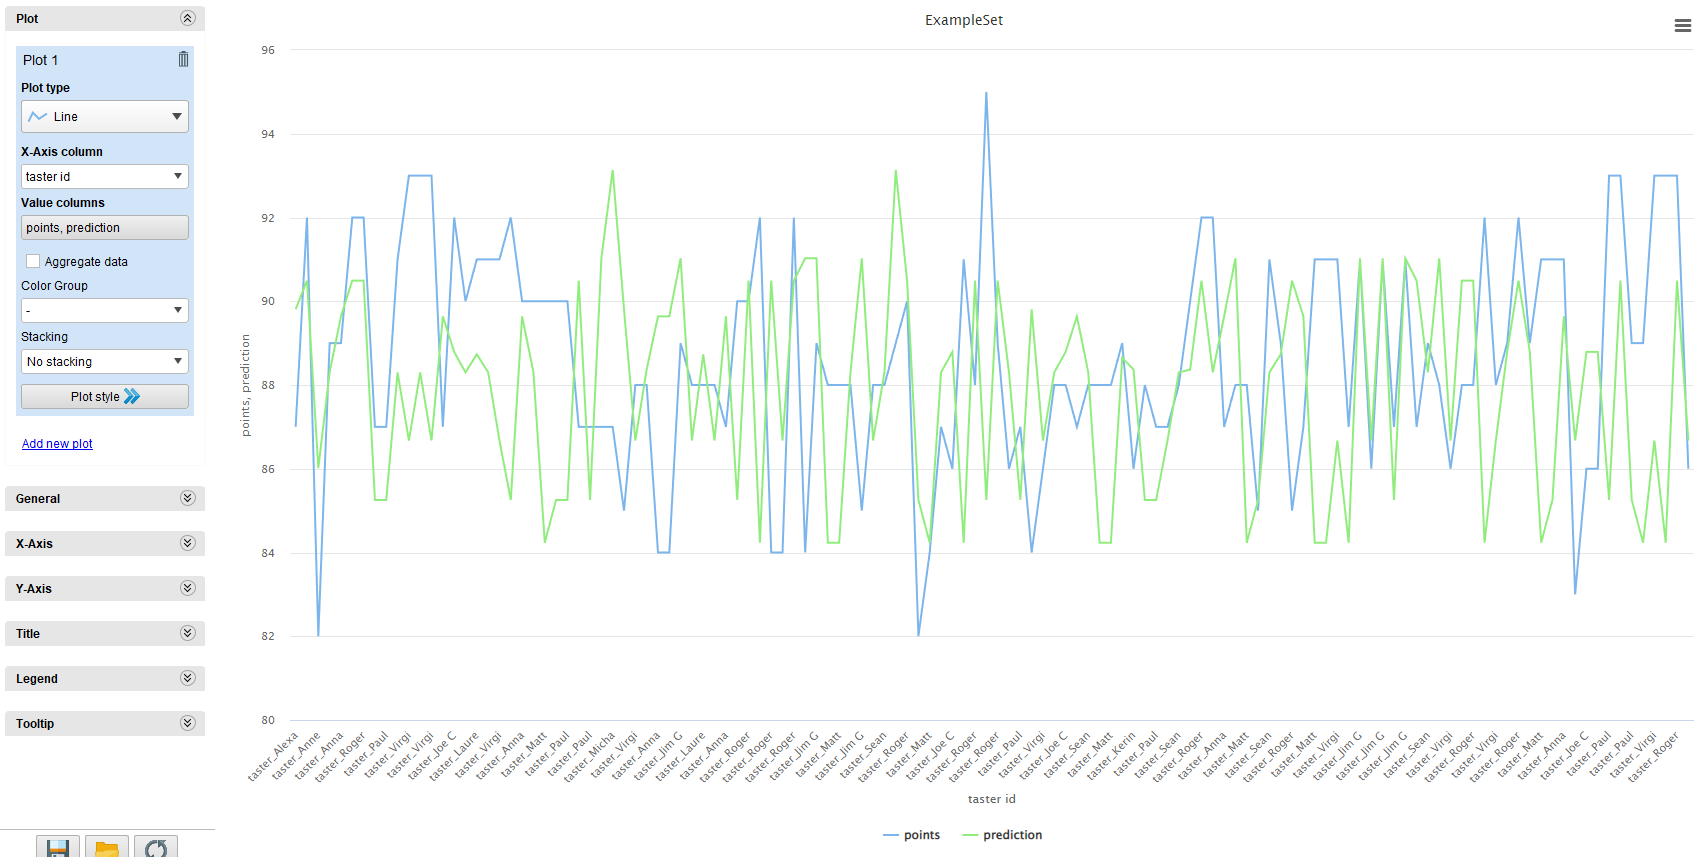 Plot
Plot 1
Plot type
Line
X-Axis column
taster id
Value columns
points, prediction
Aggregate data
Color Group
-
Stacking
No stacking
Plot style
Add new plot
General
X-Axis
Y-Axis
Title
Legend
Tooltip
ExampleSet
96
94
92
90
88
86
84
82
80
points, prediction
taster_Alexa
taster_Anne
taster_Anna
taster_Roger
taster_Paul
taster_Virgi
taster_Virgi
taster_Joe C
taster_Laure
taster_Virgi
taster_Anna
taster_Matt
taster_Paul
taster_Paul
taster_Micha
taster_Virgi
taster_Anna
taster_Jim G
taster_Laure
taster_Anna
taster_Roger
taster_Roger
taster_Roger
taster_Jim G
taster_Matt
taster_Jim G
taster_Sean
taster_Roger
taster_Matt
taster_Joe C
taster_Roger
taster_Roger
taster_Paul
taster_Virgi
taster_Joe C
taster_Sean
taster_Matt
taster_Kerin
taster_Paul
taster_Sean
taster_Roger
taster_Anna
taster_Matt
taster_Sean
taster_Roger
taster_Matt
taster_Virgi
taster_Jim G
taster_Jim G
taster_Jim G
taster_Sean
taster_Virgi
taster_Roger
taster_Virgi
taster_Roger
taster_Matt
taster_Anna
taster_Joe C
taster_Paul
taster_Paul
taster_Virgi
taster_Roger
taster id
points
prediction